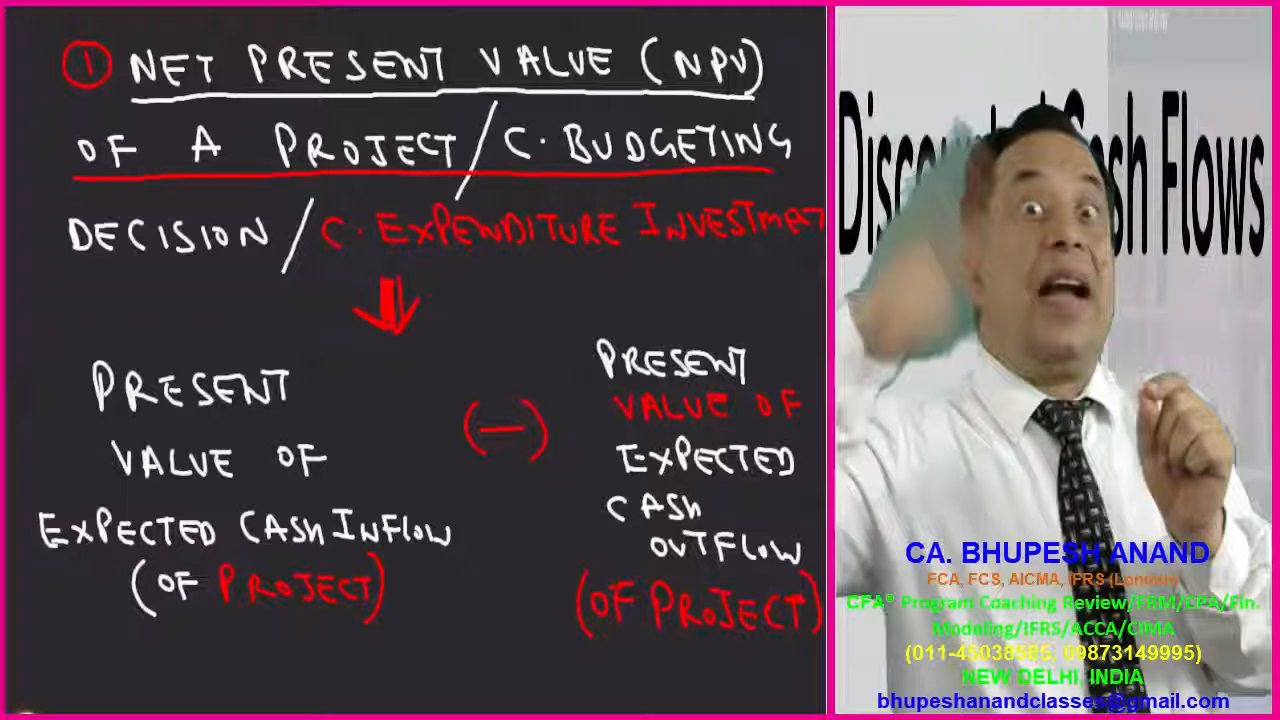 ① NET PRESENT VALUE (NPV)
OF A PROJECT / C. BUDGETING
DECISION / C. EXPENDITURE INVESTMENT
PRESENT
VALUE OF
EXPECTED CASH INFLOW
(OF PROJECT)
(—)
PRESENT
VALUE OF
EXPECTED
CASH
OUTFLOW
(OF PROJECT)
Discounted Cash Flows
CA. BHUPESH ANAND
FCA, FCS, AICMA, IFRS (London)
CFA® Program Coaching Review/FRM/CPA/Fin.
Modeling/IFRS/ACCA/CIMA
(011-45038585, 09873149995)
NEW DELHI, INDIA
bhupeshanandclasses@gmail.com